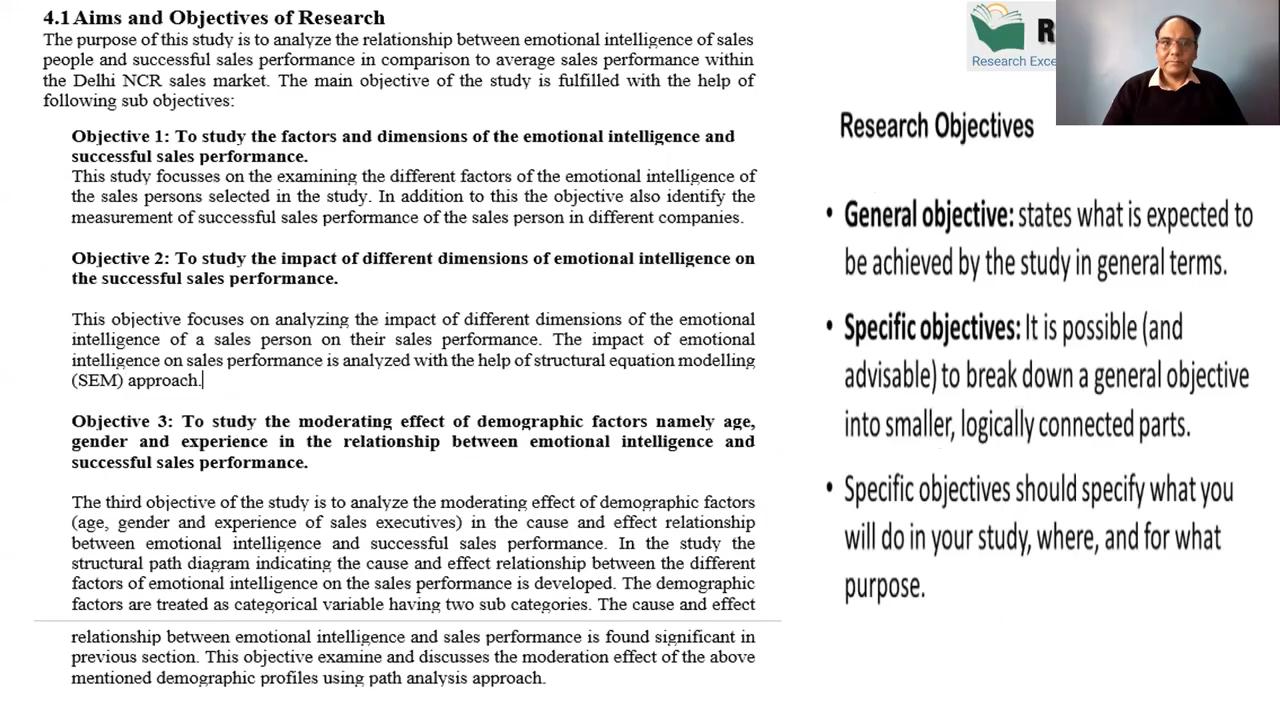 4.1 Aims and Objectives of Research
The purpose of this study is to analyze the relationship between emotional intelligence of sales
people and successful sales performance in comparison to average sales performance within
the Delhi NCR sales market. The main objective of the study is fulfilled with the help of
following sub objectives:
Objective 1: To study the factors and dimensions of the emotional intelligence and
successful sales performance.
This study focusses on the examining the different factors of the emotional intelligence of
the sales persons selected in the study. In addition to this the objective also identify the
measurement of successful sales performance of the sales person in different companies.
Objective 2: To study the impact of different dimensions of emotional intelligence on
the successful sales performance.
This objective focuses on analyzing the impact of different dimensions of the emotional
intelligence of a sales person on their sales performance. The impact of emotional
intelligence on sales performance is analyzed with the help of structural equation modelling
(SEM) approach.
Objective 3: To study the moderating effect of demographic factors namely age,
gender and experience in the relationship between emotional intelligence and
successful sales performance.
The third objective of the study is to analyze the moderating effect of demographic factors
(age, gender and experience of sales executives) in the cause and effect relationship
between emotional intelligence and successful sales performance. In the study the
structural path diagram indicating the cause and effect relationship between the different
factors of emotional intelligence on the sales performance is developed. The demographic
factors are treated as categorical variable having two sub categories. The cause and effect
relationship between emotional intelligence and sales performance is found significant in
previous section. This objective examine and discusses the moderation effect of the above
mentioned demographic profiles using path analysis approach.
R
Research Exce
Research Objectives
• General objective: states what is expected to
be achieved by the study in general terms.
• Specific objectives: It is possible (and
advisable) to break down a general objective
into smaller, logically connected parts.
• Specific objectives should specify what you
will do in your study, where, and for what
purpose.